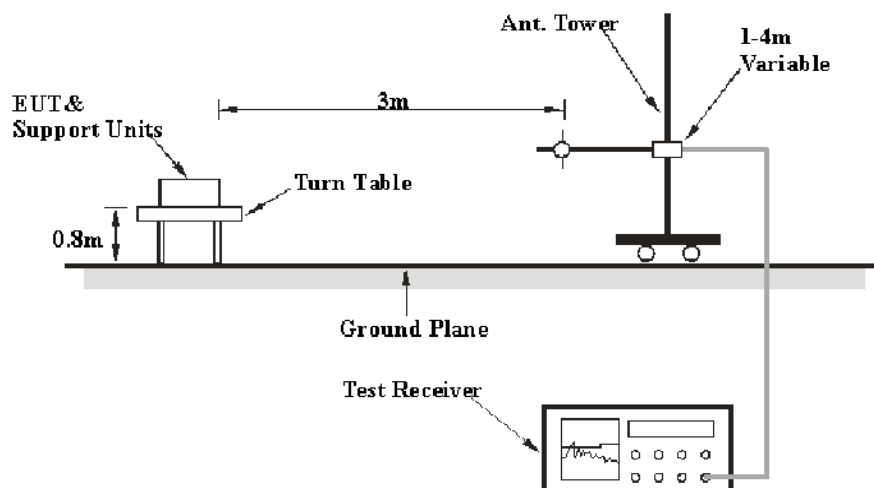 Ant. Tower
1-4m
Variable
3m
EUT&
Support Units
Turn Table
0.8m
Ground Plane
Test Receiver